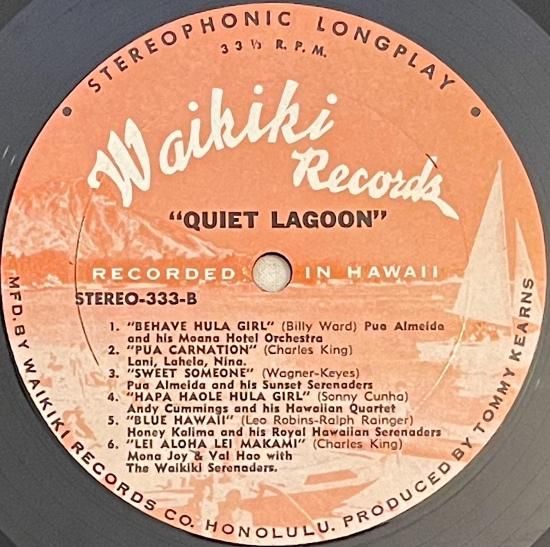 STEREOPHONIC LONGPLAY
33⅓ R.P.M.
Waikiki
Records
"QUIET LAGOON"
RECORDED IN HAWAII
STEREO-333-B
1. "BEHAVE HULA GIRL" (Billy Ward) Pua Almeida
and his Moana Hotel Orchestra
2. "PUA CARNATION" (Charles King)
Lani, Lahela, Nina.
3. "SWEET SOMEONE" (Wagner-Keyes)
Pua Almeida and his Sunset Serenaders
4. "HAPA HAOLE HULA GIRL" (Sonny Cunha)
Andy Cummings and his Hawaiian Quartet
5. "BLUE HAWAII" (Leo Robins-Ralph Rainger)
Honey Kalima and his Royal Hawaiian Serenaders
6. "LEI ALOHA LEI MAKAMI" (Charles King)
Mona Joy & Val Hao with
The Waikiki Serenaders.
MFD. BY WAIKIKI RECORDS CO. HONOLULU. PRODUCED BY TOMMY KEARNS